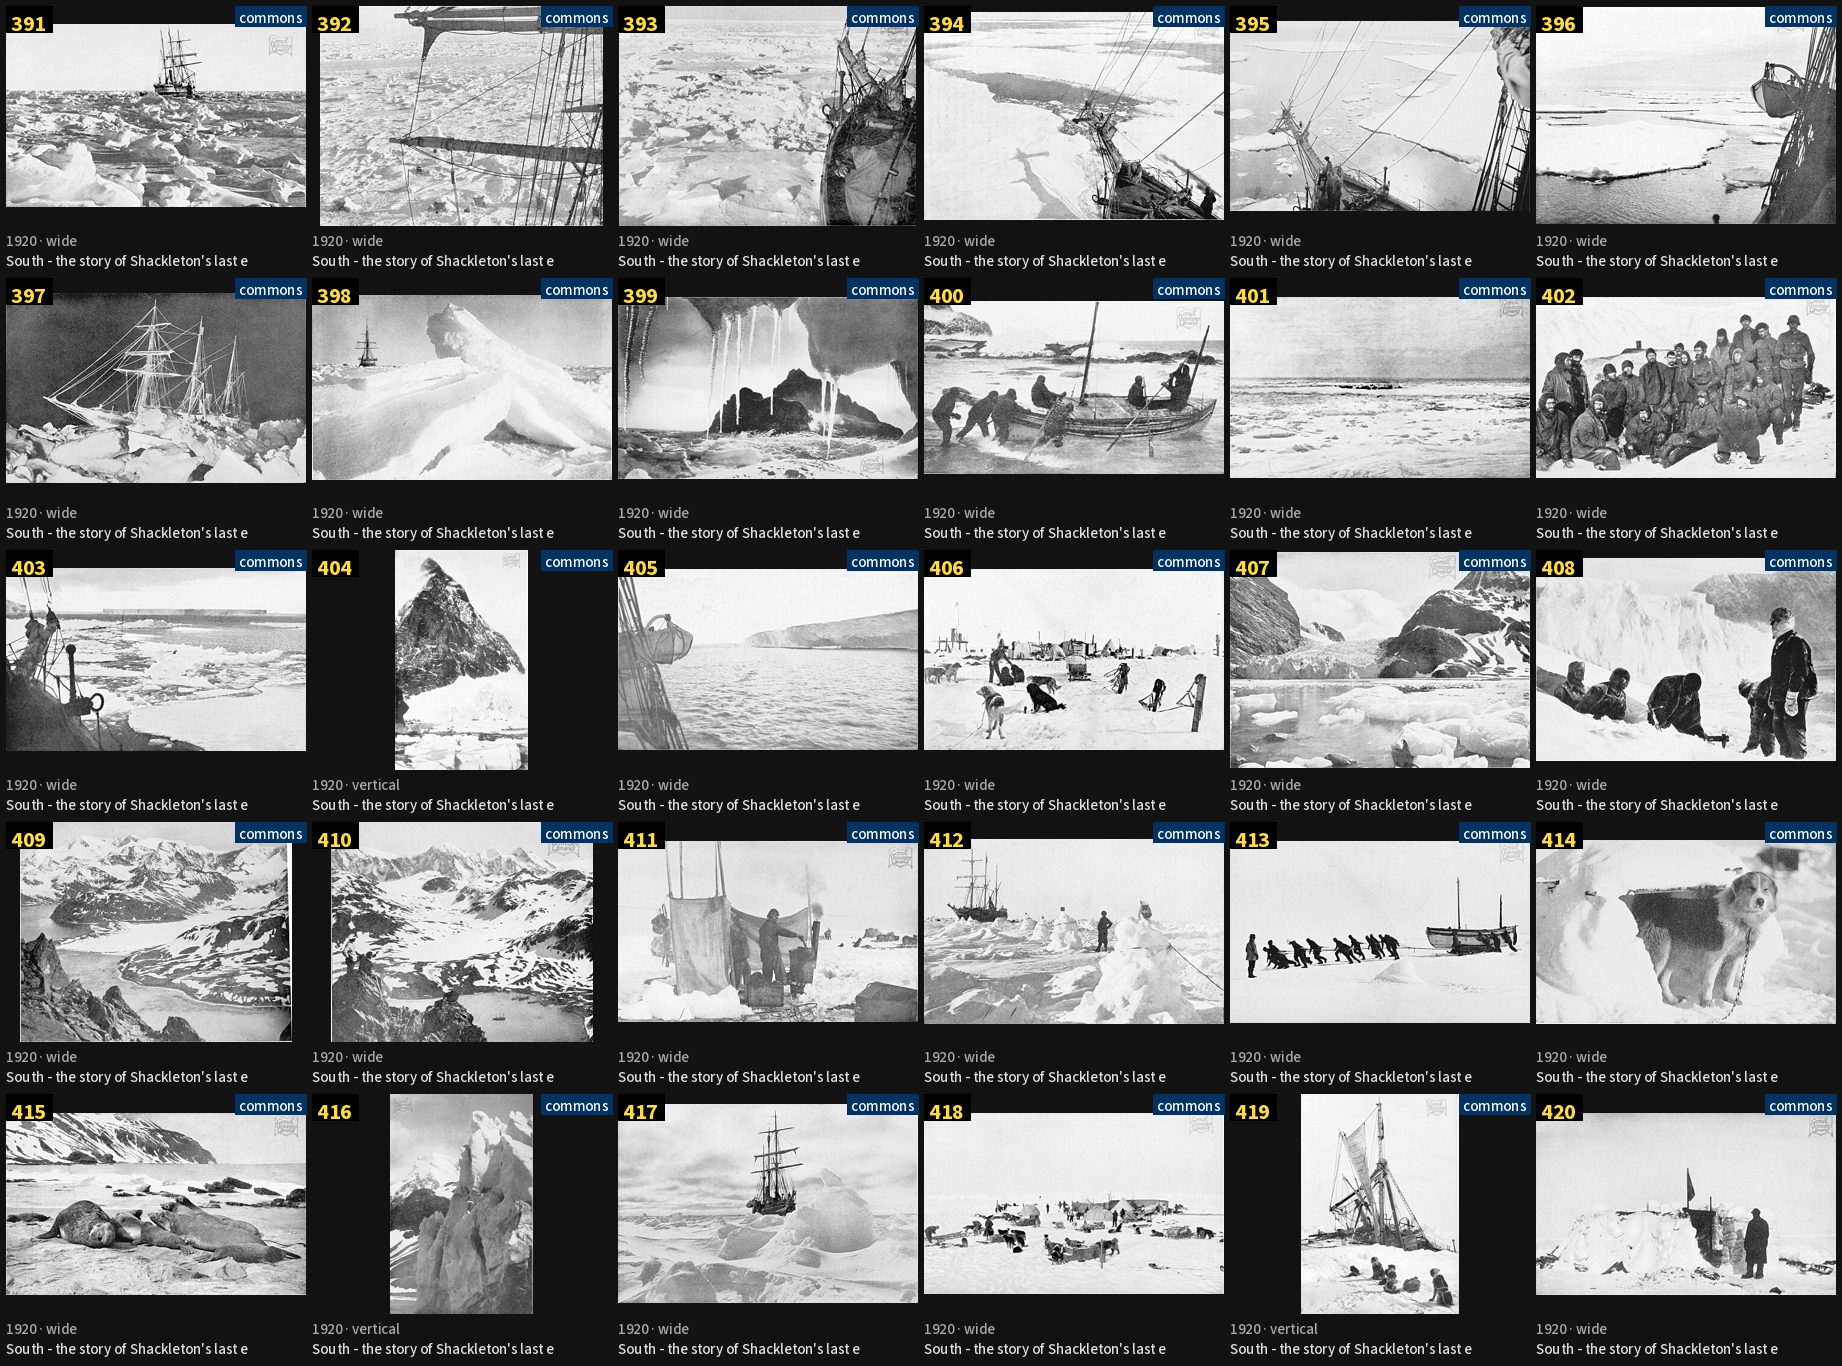 391 commons 392 commons 393 commons 394 commons 395 commons 396 commons
1920 · wide 1920 · wide 1920 · wide 1920 · wide 1920 · wide 1920 · wide
South - the story of Shackleton's last e South - the story of Shackleton's last e South - the story of Shackleton's last e South - the story of Shackleton's last e South - the story of Shackleton's last e South - the story of Shackleton's last e
397 commons 398 commons 399 commons 400 commons 401 commons 402 commons
1920 · wide 1920 · wide 1920 · wide 1920 · wide 1920 · wide 1920 · wide
South - the story of Shackleton's last e South - the story of Shackleton's last e South - the story of Shackleton's last e South - the story of Shackleton's last e South - the story of Shackleton's last e South - the story of Shackleton's last e
403 commons 404 commons 405 commons 406 commons 407 commons 408 commons
1920 · wide 1920 · vertical 1920 · wide 1920 · wide 1920 · wide 1920 · wide
South - the story of Shackleton's last e South - the story of Shackleton's last e South - the story of Shackleton's last e South - the story of Shackleton's last e South - the story of Shackleton's last e South - the story of Shackleton's last e
409 commons 410 commons 411 commons 412 commons 413 commons 414 commons
1920 · wide 1920 · wide 1920 · wide 1920 · wide 1920 · wide 1920 · wide
South - the story of Shackleton's last e South - the story of Shackleton's last e South - the story of Shackleton's last e South - the story of Shackleton's last e South - the story of Shackleton's last e South - the story of Shackleton's last e
415 commons 416 commons 417 commons 418 commons 419 commons 420 commons
1920 · wide 1920 · vertical 1920 · wide 1920 · wide 1920 · vertical 1920 · wide
South - the story of Shackleton's last e South - the story of Shackleton's last e South - the story of Shackleton's last e South - the story of Shackleton's last e South - the story of Shackleton's last e South - the story of Shackleton's last e